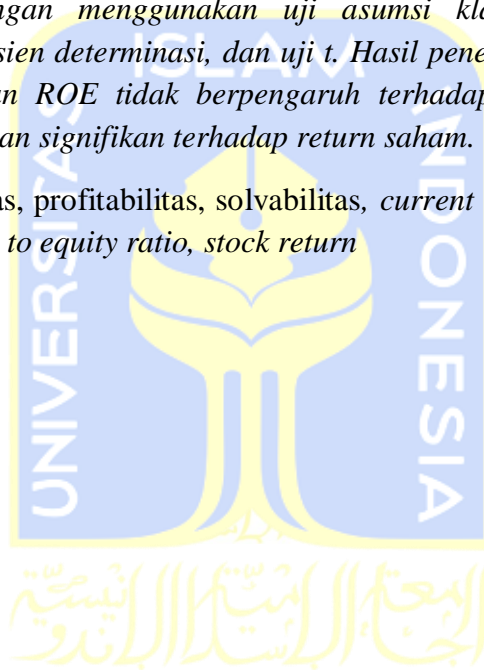 ngan menggunakan uji asumsi kla
sien determinasi, dan uji t. Hasil pene
an ROE tidak berpengaruh terhadap
an signifikan terhadap return saham.
as, profitabilitas, solvabilitas, current
to equity ratio, stock return
ISLAM
UNIVERSITAS
INDONESIA